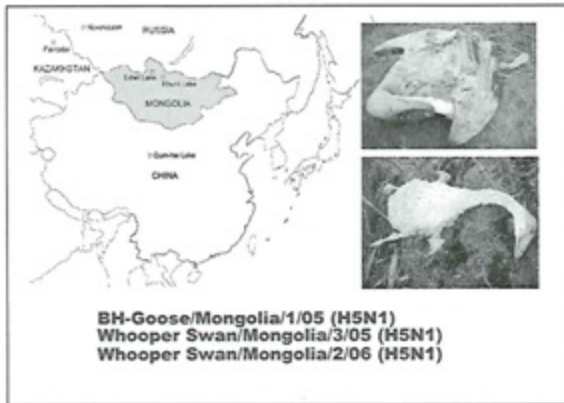 RUSSIA
KAZAKHSTAN
MONGOLIA
CHINA
BH-Goose/Mongolia/1/05 (H5N1)
Whooper Swan/Mongolia/3/05 (H5N1)
Whooper Swan/Mongolia/2/06 (H5N1)